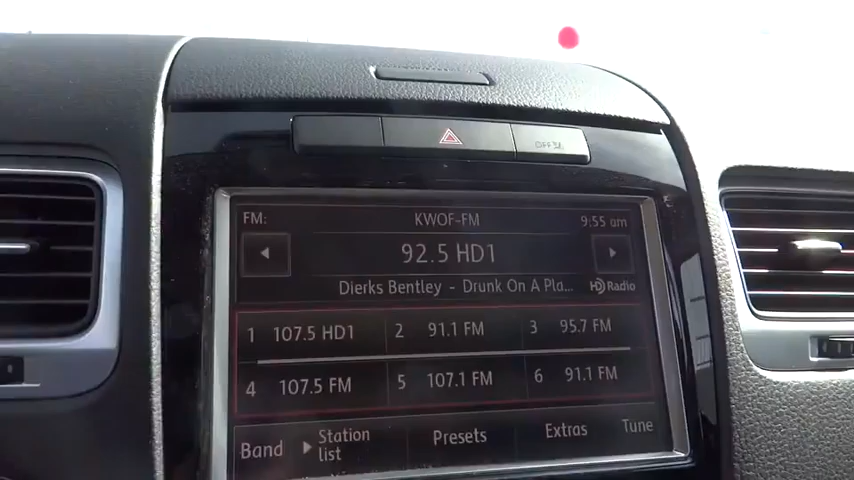 OFF
FM:
KWOF-FM
9:55 am
92.5 HD1
Dierks Bentley - Drunk On A Pla...
HD Radio
1 107.5 HD1
2 91.1 FM
3 95.7 FM
4 107.5 FM
5 107.1 FM
6 91.1 FM
Band
Station
list
Presets
Extras
Tune